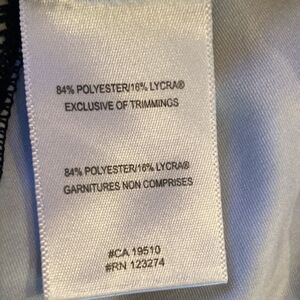 84% POLYESTER/16% LYCRA®
EXCLUSIVE OF TRIMMINGS
84% POLYESTER/16% LYCRA®
GARNITURES NON COMPRISES
#CA 19510
#RN 123274